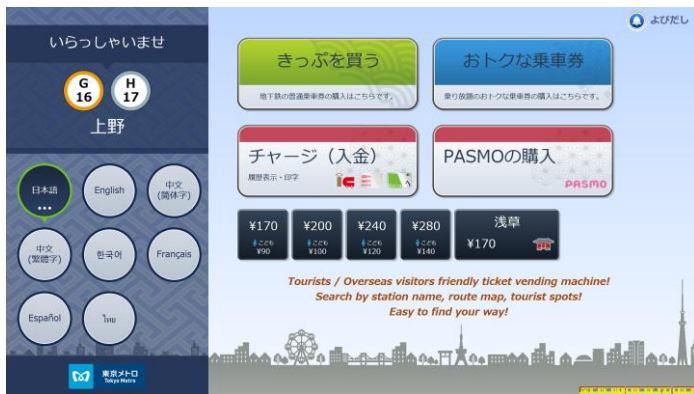 いらっしゃいませ
G
16
H
17
上野
日本語
English
中文
(简体字)
中文
(繁體字)
한국어
Français
Español
ไทย
東京メトロ
Tokyo Metro
よびだし
きっぷを買う
地下鉄の普通乗車券の購入はこちらです。
おトクな乗車券
乗り放題のおトクな乗車券の購入はこちらです。
チャージ(入金)
履歴表示・印字
PASMOの購入
PASMO
¥170
こども
¥90
¥200
こども
¥100
¥240
こども
¥120
¥280
こども
¥140
浅草
¥170
Tourists / Overseas visitors friendly ticket vending machine!
Search by station name, route map, tourist spots!
Easy to find your way!